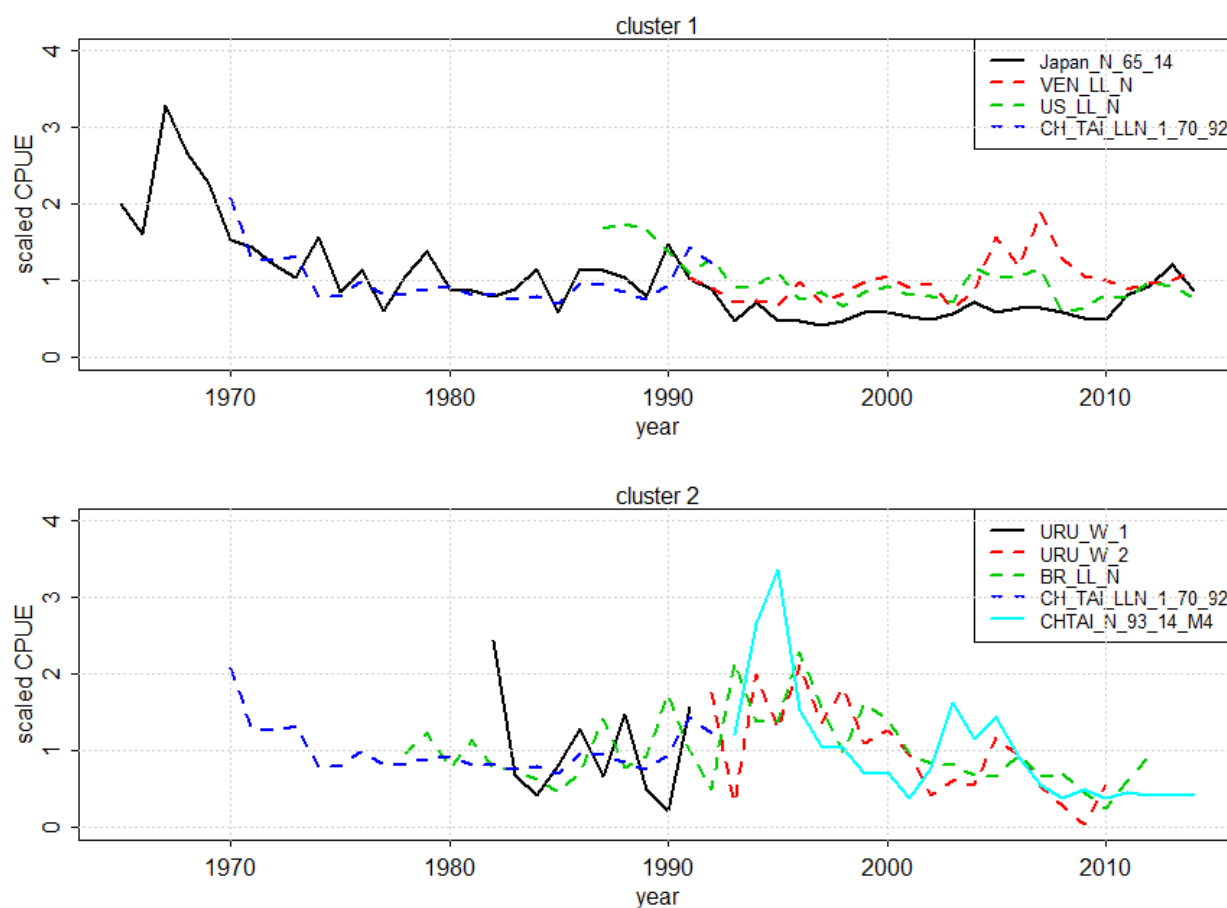 cluster 1
scaled CPUE
4
3
2
1
0
Japan_N_65_14
VEN_LL_N
US_LL_N
CH_TAI_LLN_1_70_92
1970 1980 1990 2000 2010
year
cluster 2
scaled CPUE
4
3
2
1
0
URU_W_1
URU_W_2
BR_LL_N
CH_TAI_LLN_1_70_92
CHTAI_N_93_14_M4
1970 1980 1990 2000 2010
year